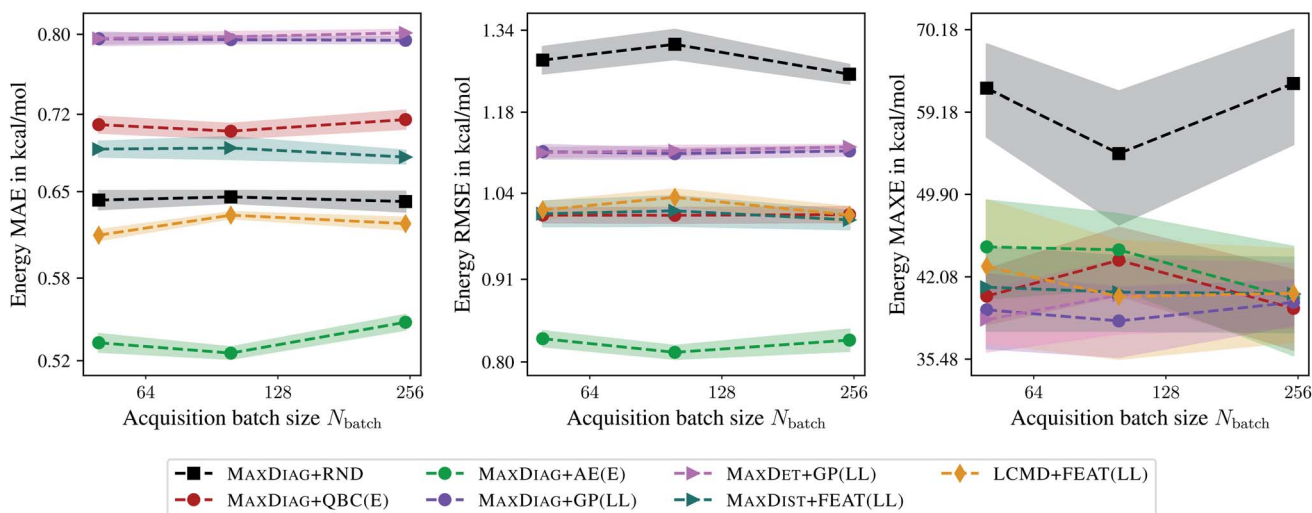 Energy MAE in kcal/mol
0.80
0.72
0.65
0.58
0.52
64
128
256
Acquisition batch size N_batch
Energy RMSE in kcal/mol
1.34
1.18
1.04
0.91
0.80
64
128
256
Acquisition batch size N_batch
Energy MAXE in kcal/mol
70.18
59.18
49.90
42.08
35.48
64
128
256
Acquisition batch size N_batch
MAXDIAG+RND
MAXDIAG+QBC(E)
MAXDIAG+AE(E)
MAXDIAG+GP(LL)
MAXDET+GP(LL)
MAXDIST+FEAT(LL)
LCMD+FEAT(LL)